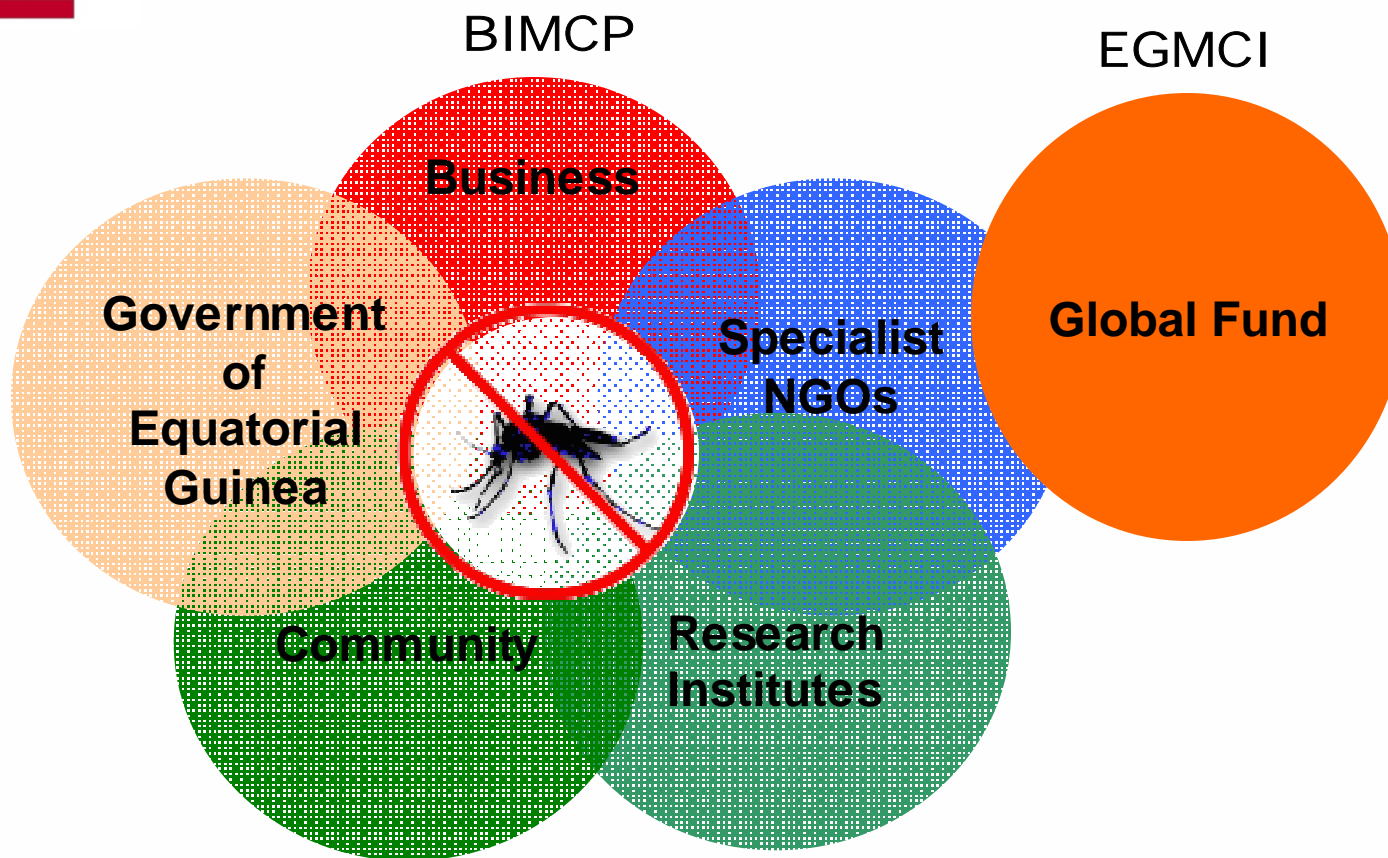 BIMCP
EGMCI
Business
Government
of
Equatorial
Guinea
Specialist
NGOs
Global Fund
Community
Research
Institutes